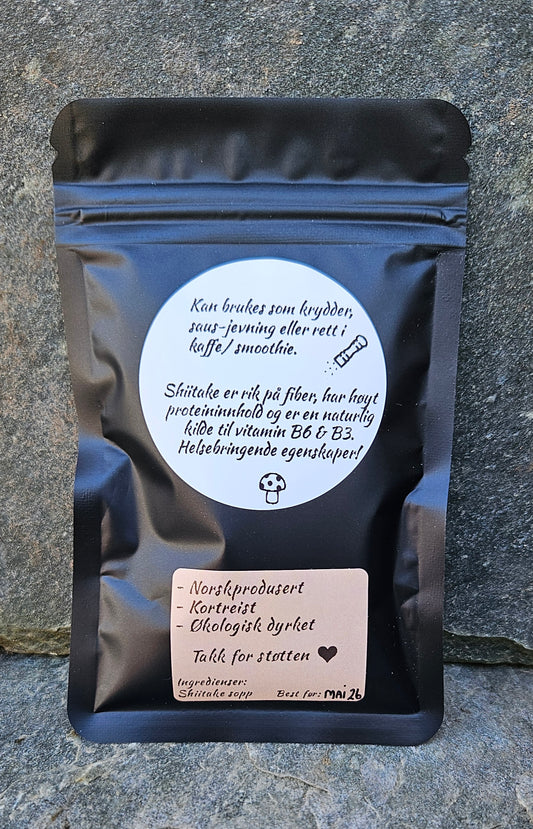 Kan brukes som krydder,
saus-jevning eller rett i
kaffe/ smoothie.
Shiitake er rik på fiber, har høyt
proteininnhold og er en naturlig
kilde til vitamin B6 & B3.
Helsebringende egenskaper!
- Norskprodusert
- Kortreist
- Økologisk dyrket
Takk for støtten ♥
Ingredienser:
Shiitake sopp Best før: MAI 26